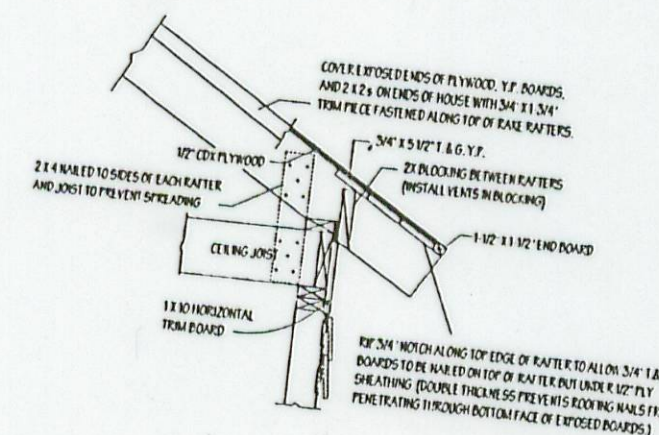 COVER EXPOSED ENDS OF PLYWOOD, Y.P. BOARDS,
AND 2 X 2s ON ENDS OF HOUSE WITH 3/4" X 1 3/4"
TRIM PIECE FASTENED ALONG TOP OF RAKE RAFTERS.
3/4" X 5 1/2" T. & G. Y.P.
1/2" CDX PLYWOOD
2X BLOCKING BETWEEN RAFTERS
(INSTALL VENTS IN BLOCKING)
2 X 4 NAILED TO SIDES OF EACH RAFTER
AND JOIST TO PREVENT SPREADING
1-1/2" X 1 1/2" END BOARD
CEILING JOIST
1 X 10 HORIZONTAL
TRIM BOARD
RIP 3/4" NOTCH ALONG TOP EDGE OF RAFTER TO ALLOW 3/4" T &
BOARDS TO BE NAILED ON TOP OF RAFTER BUT UNDER 1/2" PLY
SHEATHING (DOUBLE THICKNESS PREVENTS ROOFING NAILS FR
PENETRATING THROUGH BOTTOM FACE OF EXPOSED BOARDS)